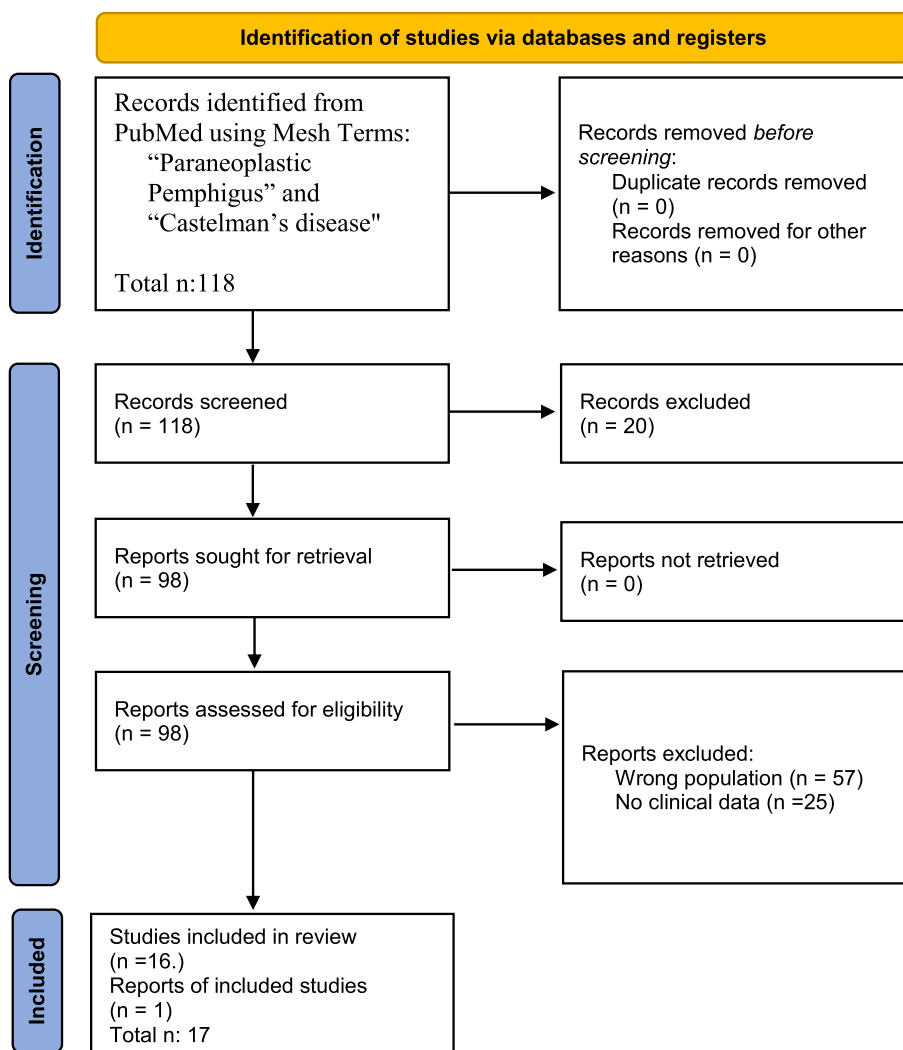 Identification of studies via databases and registers
Identification
Records identified from
PubMed using Mesh Terms:
“Paraneoplastic
Pemphigus” and
“Castelman’s disease"
Total n:118
Records removed before
screening:
Duplicate records removed
(n = 0)
Records removed for other
reasons (n = 0)
Screening
Records screened
(n = 118)
Records excluded
(n = 20)
Reports sought for retrieval
(n = 98)
Reports not retrieved
(n = 0)
Reports assessed for eligibility
(n = 98)
Reports excluded:
Wrong population (n = 57)
No clinical data (n =25)
Included
Studies included in review
(n =16.)
Reports of included studies
(n = 1)
Total n: 17